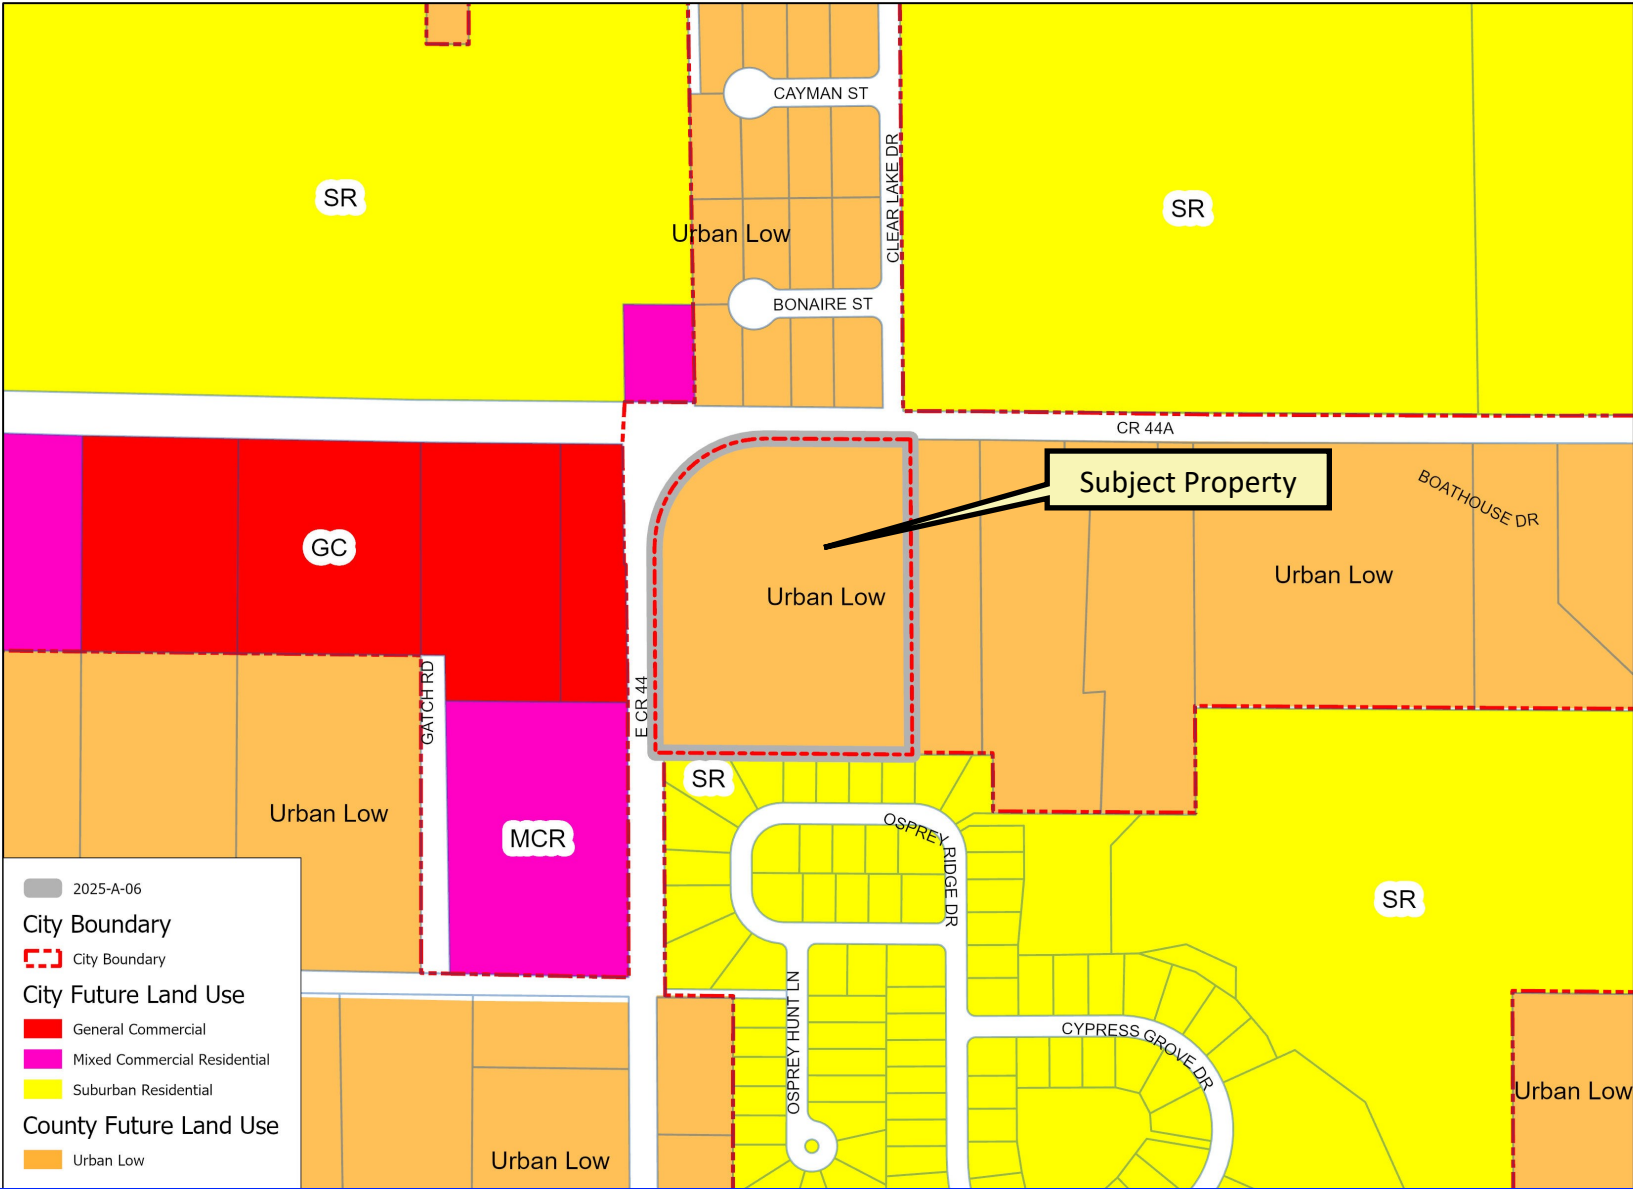 CAYMAN ST
CLEAR LAKE DR
SR
SR
Urban Low
BONAIRE ST
CR 44A
Subject Property
BOATHOUSE DR
GC
Urban Low
Urban Low
GATCH RD
E CR 44
SR
Urban Low
MCR
OSPREY RIDGE DR
SR
OSPREY HUNT LN
CYPRESS GROVE DR
Urban Low
Urban Low
2025-A-06
City Boundary
City Boundary
City Future Land Use
General Commercial
Mixed Commercial Residential
Suburban Residential
County Future Land Use
Urban Low